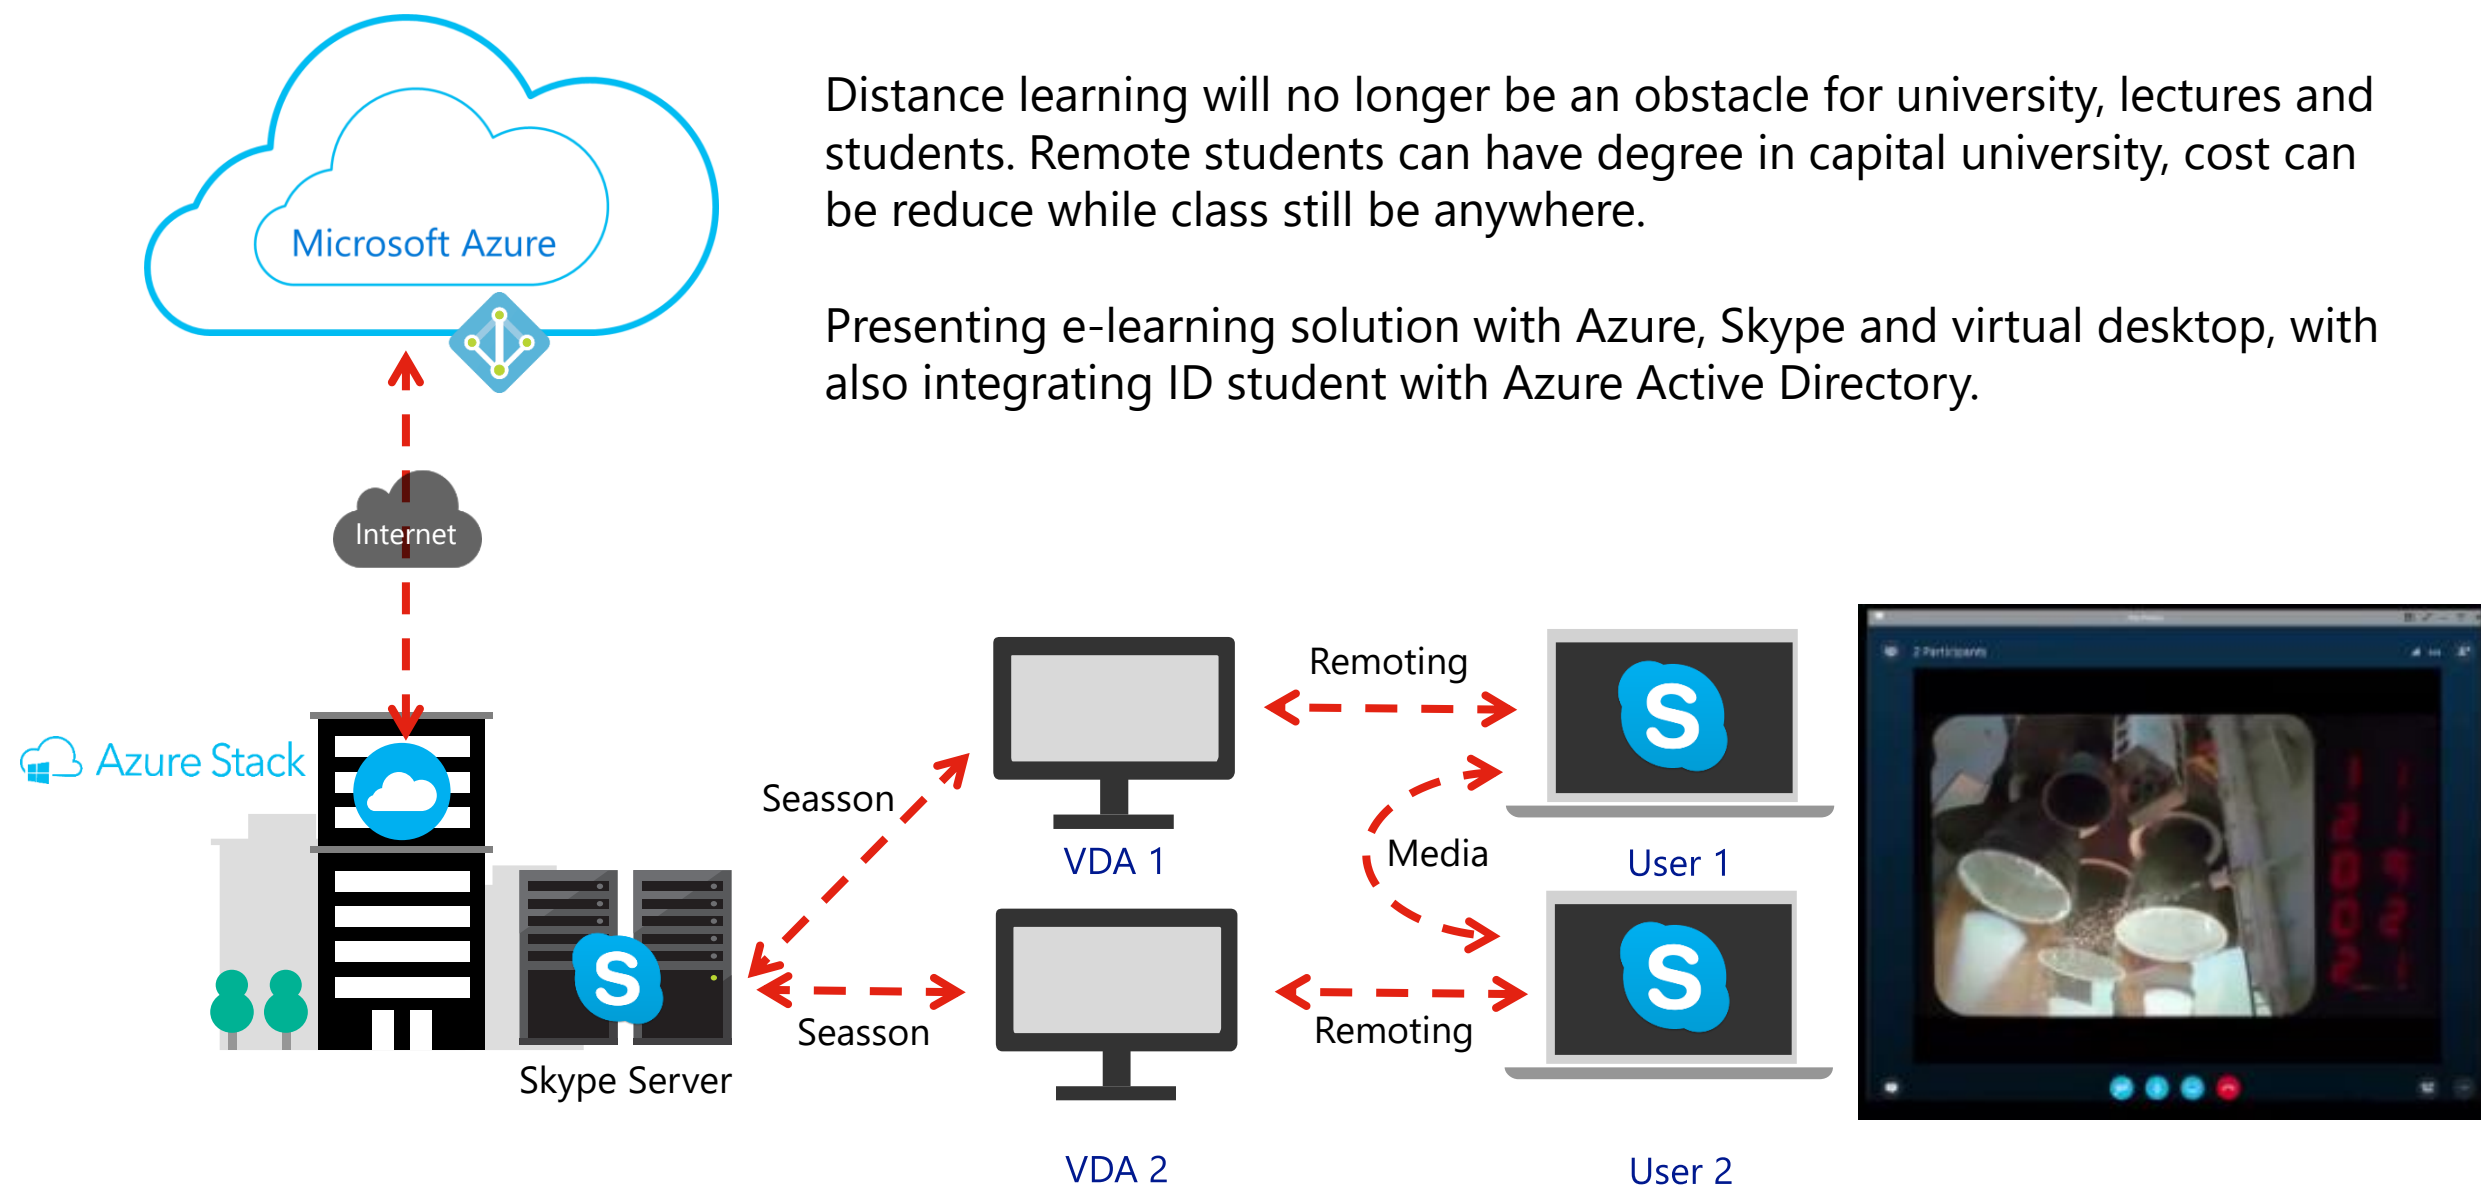 Distance learning will no longer be an obstacle for university, lectures and
students. Remote students can have degree in capital university, cost can
be reduce while class still be anywhere.
Presenting e-learning solution with Azure, Skype and virtual desktop, with
also integrating ID student with Azure Active Directory.
Microsoft Azure
Internet
Azure Stack
Skype Server
Seasson
Seasson
VDA 1
VDA 2
Remoting
Media
Remoting
User 1
User 2
2 Participants